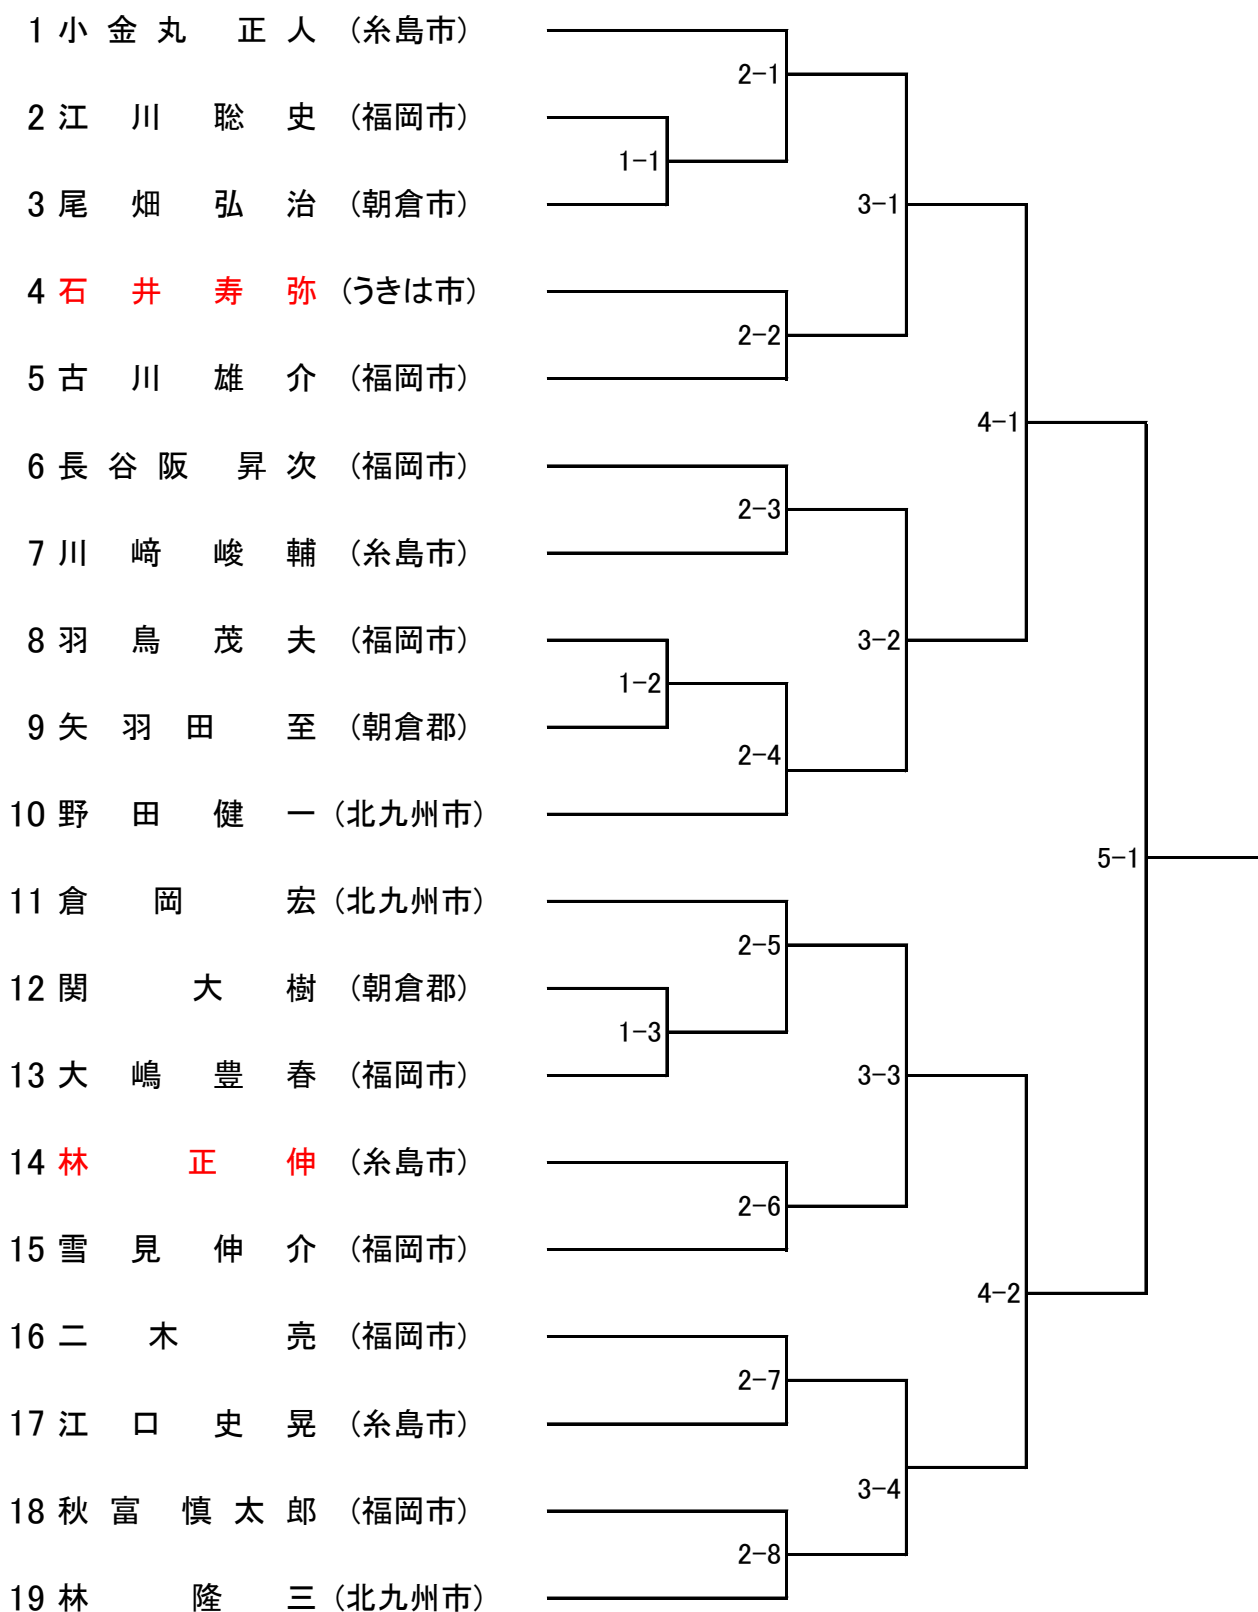 1 小金丸 正人 (糸島市)
2-1
2 江川聡史 (福岡市)
1-1
3 尾畑弘治 (朝倉市)
3-1
4 石井寿弥 (うきは市)
2-2
5 古川雄介 (福岡市)
4-1
6 長谷阪 昇次 (福岡市)
2-3
7 川﨑峻輔 (糸島市)
8 羽鳥茂夫 (福岡市)
3-2
1-2
9 矢羽田 至 (朝倉郡)
2-4
10 野田健一 (北九州市)
5-1
11 倉岡 宏 (北九州市)
2-5
12 関 大樹 (朝倉郡)
1-3
13 大嶋豊春 (福岡市)
3-3
14 林 正伸 (糸島市)
2-6
15 雪見伸介 (福岡市)
4-2
16 二木 亮 (福岡市)
2-7
17 江口史晃 (糸島市)
3-4
18 秋富 慎太郎 (福岡市)
2-8
19 林 隆三 (北九州市)